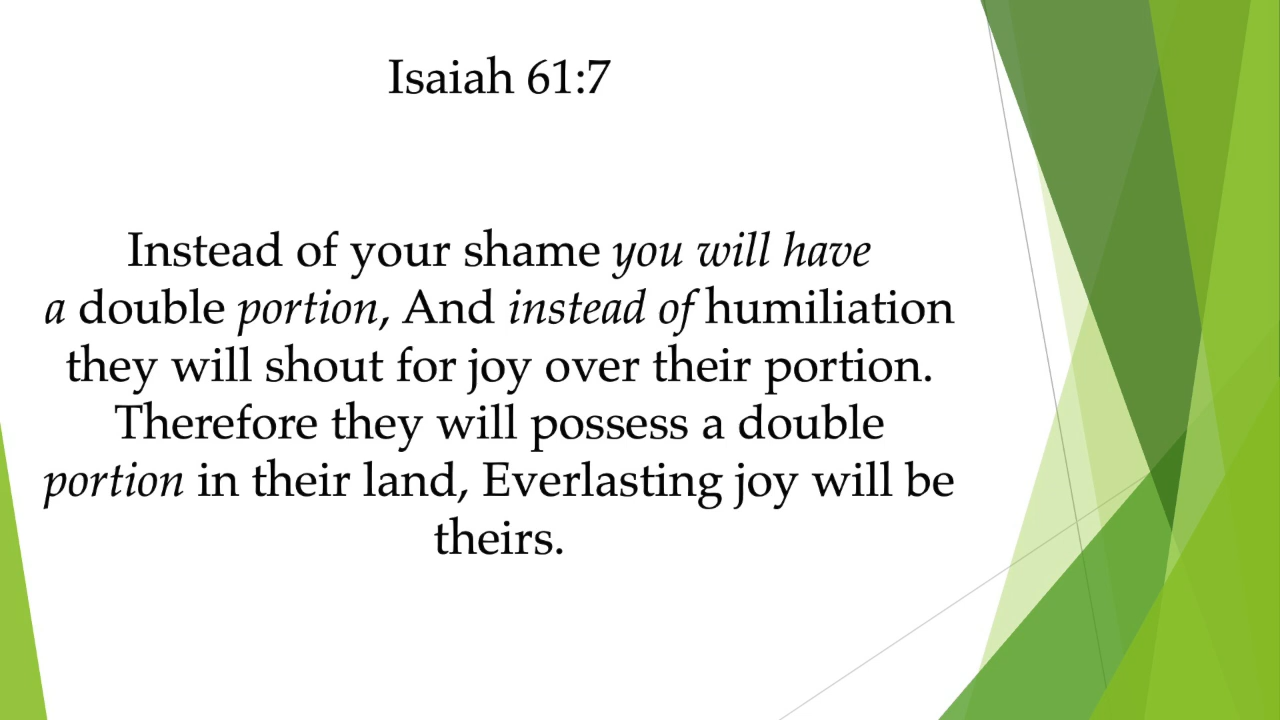 Isaiah 61:7
Instead of your shame you will have
a double portion, And instead of humiliation
they will shout for joy over their portion.
Therefore they will possess a double
portion in their land, Everlasting joy will be
theirs.